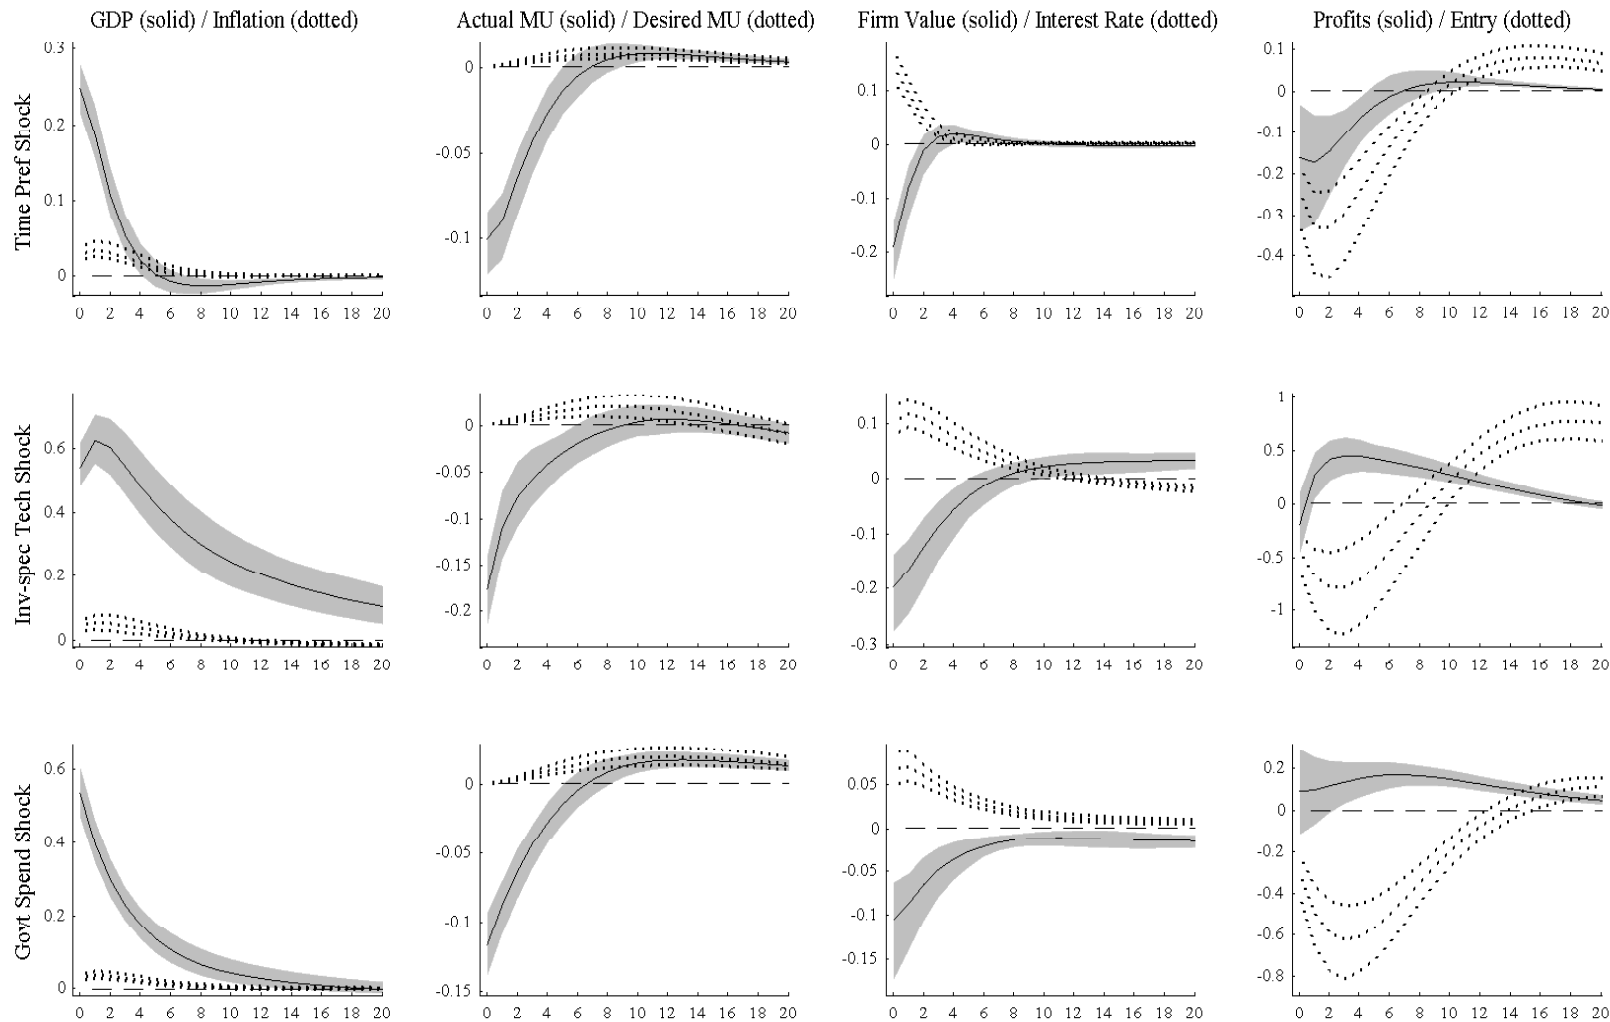 GDP (solid) / Inflation (dotted)
Actual MU (solid) / Desired MU (dotted)
Firm Value (solid) / Interest Rate (dotted)
Profits (solid) / Entry (dotted)
Time Pref Shock
0.3
0.2
0.1
0
0 2 4 6 8 10 12 14 16 18 20
0
-0.05
-0.1
0 2 4 6 8 10 12 14 16 18 20
0.1
0
-0.1
-0.2
0 2 4 6 8 10 12 14 16 18 20
0.1
0
-0.1
-0.2
-0.3
-0.4
0 2 4 6 8 10 12 14 16 18 20
Inv-spec Tech Shock
0.6
0.4
0.2
0
0 2 4 6 8 10 12 14 16 18 20
0
-0.05
-0.1
-0.15
-0.2
0 2 4 6 8 10 12 14 16 18 20
0.1
0
-0.1
-0.2
-0.3
0 2 4 6 8 10 12 14 16 18 20
1
0.5
0
-0.5
-1
0 2 4 6 8 10 12 14 16 18 20
Govt Spend Shock
0.6
0.4
0.2
0
0 2 4 6 8 10 12 14 16 18 20
0
-0.05
-0.1
-0.15
0 2 4 6 8 10 12 14 16 18 20
0.05
0
-0.05
-0.1
-0.15
0 2 4 6 8 10 12 14 16 18 20
0.2
0
-0.2
-0.4
-0.6
-0.8
0 2 4 6 8 10 12 14 16 18 20